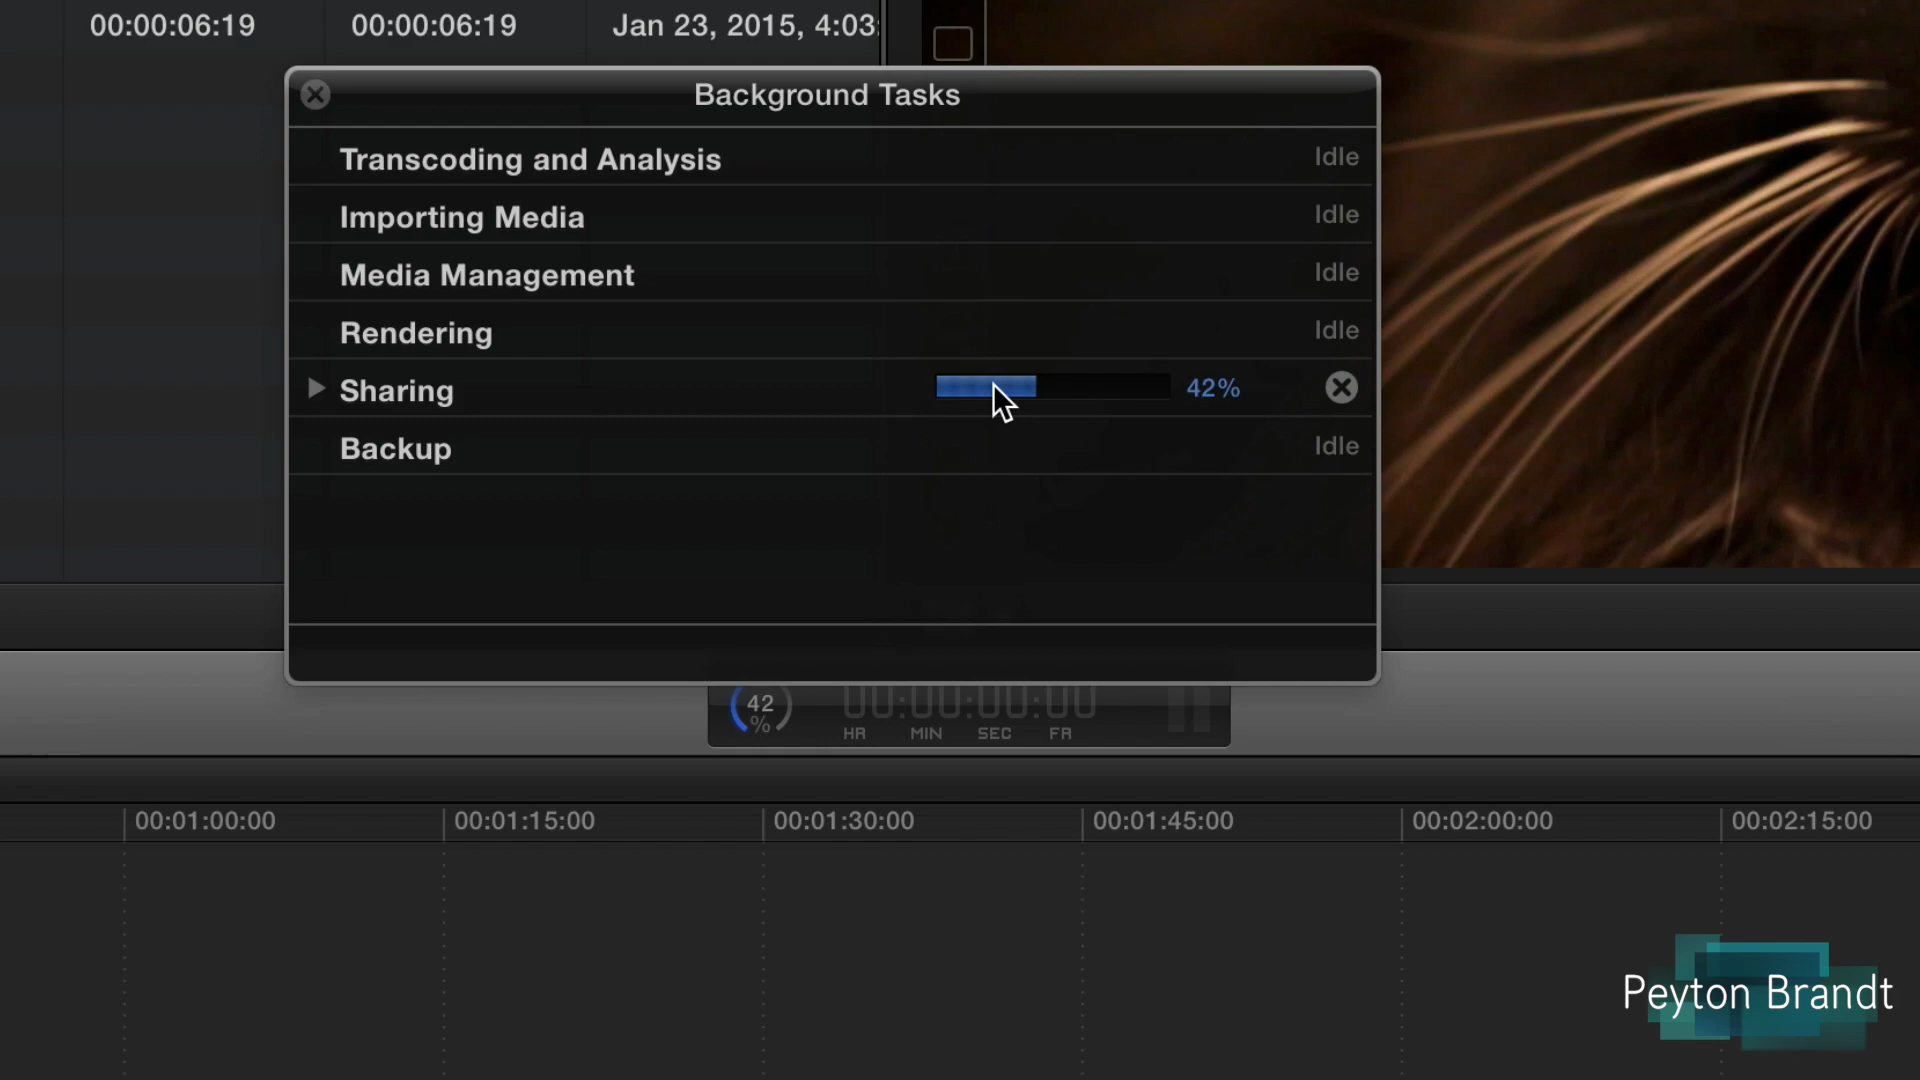 00:00:06:19 00:00:06:19 Jan 23, 2015, 4:03:
Background Tasks
Transcoding and Analysis Idle
Importing Media Idle
Media Management Idle
Rendering Idle
Sharing 42%
Backup Idle
42 % 00:00:00:00
HR MIN SEC FR
00:01:00:00 00:01:15:00 00:01:30:00 00:01:45:00 00:02:00:00 00:02:15:00
Peyton Brandt